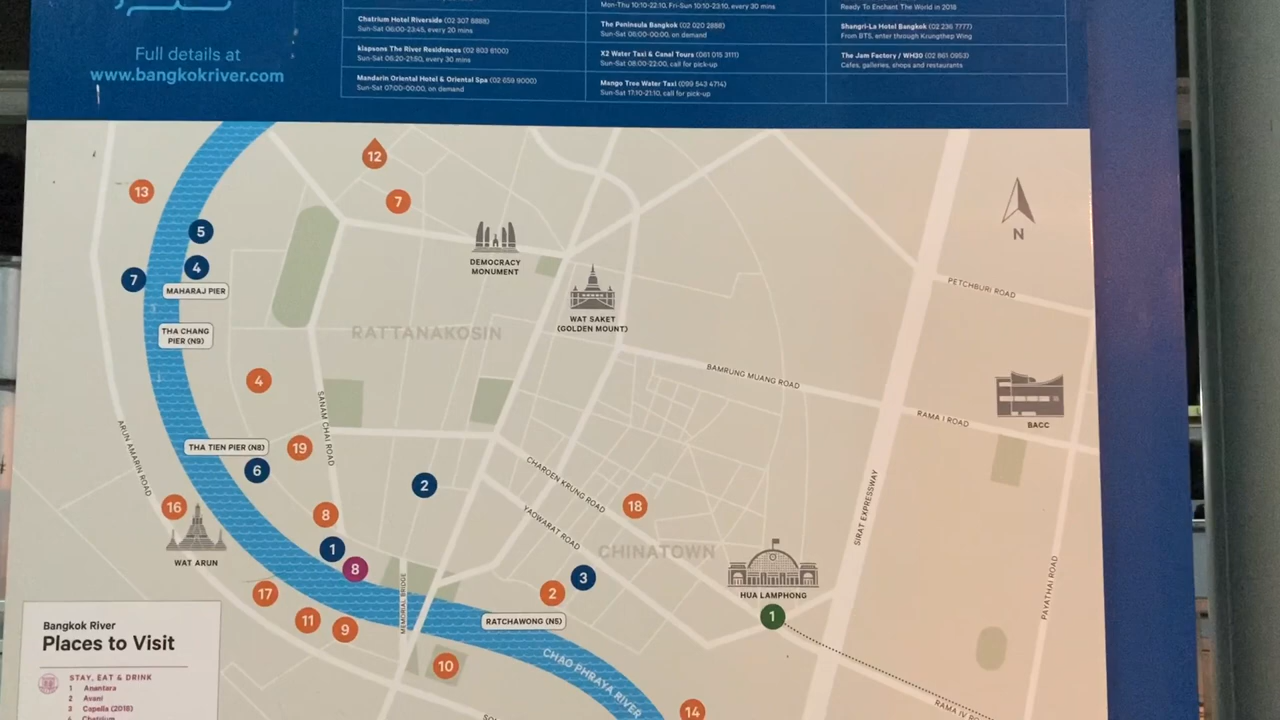 Full details at
www.bangkokriver.com
Chatrium Hotel Riverside (02 307 8888)
Sun-Sat 06:00-23:45, every 20 mins
klapsons The River Residences (02 803 8100)
Sun-Sat 06:20-21:50, every 30 mins
Mandarin Oriental Hotel & Oriental Spa (02 659 9000)
Sun-Sat 07:00-00:00, on demand
Mon-Thu 10:10-22:10, Fri-Sun 10:10-23:10, every 30 mins
The Peninsula Bangkok (02 020 2888)
Sun-Sat 06:00-00:00, on demand
X2 Water Taxi & Canal Tours (061 015 3111)
Sun-Sat 08:00-22:00, call for pick-up
Mango Tree Water Taxi (090 543 4714)
Sun-Sat 17:10-21:10, call for pick-up
Ready To Enchant The World in 2018
Shangri-La Hotel Bangkok (02 236 7777)
From BTS, enter through Krungthep Wing
The Jam Factory / WH30 (02 861 0953)
Cafes, galleries, shops and restaurants
12
13
7
5
4
7
MAHARAJ PIER
THA CHANG
PIER (N9)
DEMOCRACY
MONUMENT
WAT SAKET
(GOLDEN MOUNT)
N
PETCHBURI ROAD
RATTANAKOSIN
BAMRUNG MUANG ROAD
RAMA I ROAD
BACC
4
SANAM CHAI ROAD
ARUN AMARIN ROAD
THA TIEN PIER (N8)
19
6
2
CHAROEN KRUNG ROAD
YAOWARAT ROAD
18
SIRAT EXPRESSWAY
16
WAT ARUN
8
1
8
CHINATOWN
HUA LAMPHONG
1
PAYATHAI ROAD
17
11
9
MEMORIAL BRIDGE
2
3
RATCHAWONG (N5)
10
CHAO PHRAYA RIVER
14
RAMA IV
Bangkok River
Places to Visit
STAY, EAT & DRINK
1 Anantara
2 Avani
3 Capella (2018)
4 Chatrium